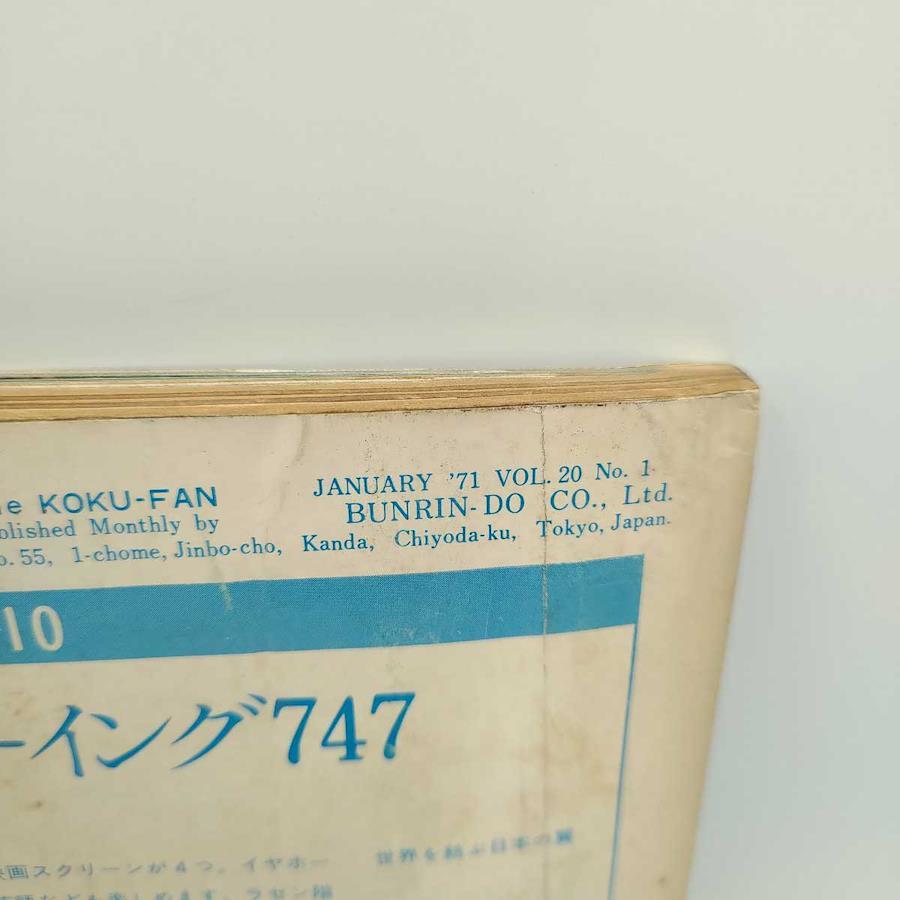 he KOKU-FAN
JANUARY '71 VOL. 20 No. 1
blished Monthly by
BUNRIN-DO CO., Ltd.
o. 55, 1-chome, Jinbo-cho, Kanda, Chiyoda-ku, Tokyo, Japan.
10
ーイング747
映画スクリーンが4つ。イヤホー
世界を結ぶ日本の翼